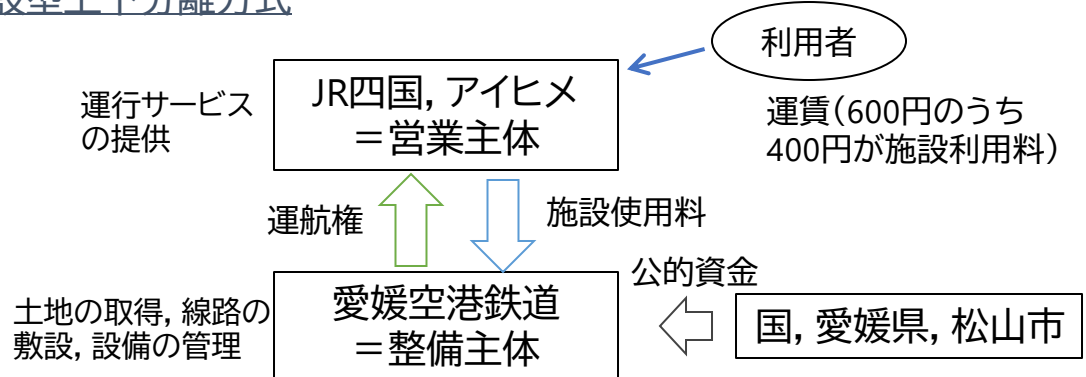 設型上下分離方式
利用者
JR四国, アイヒメ
＝営業主体
運行サービス
の提供
運賃（600円のうち
400円が施設利用料）
運航権
施設使用料
公的資金
愛媛空港鉄道
＝整備主体
土地の取得, 線路の
敷設, 設備の管理
国, 愛媛県, 松山市